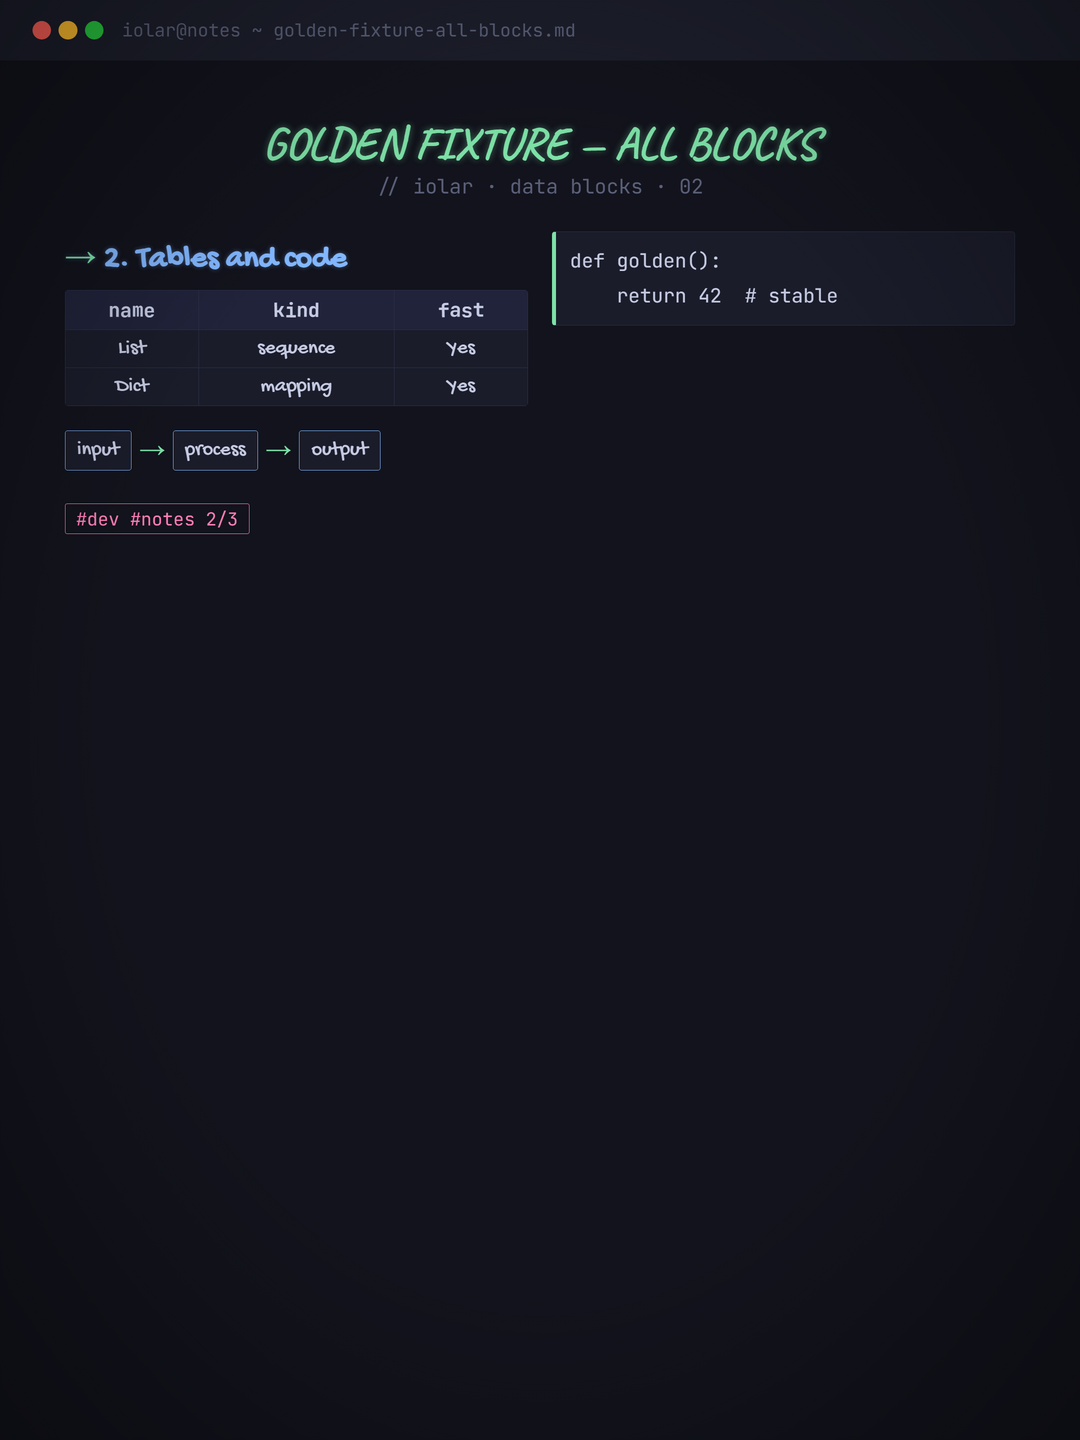 iolar@notes ~ golden-fixture-all-blocks.md
GOLDEN FIXTURE — ALL BLOCKS
// iolar · data blocks · 02
→ 2. Tables and code
name kind fast
List sequence Yes
Dict mapping Yes
input → process → output
#dev #notes 2/3
def golden():
    return 42  # stable